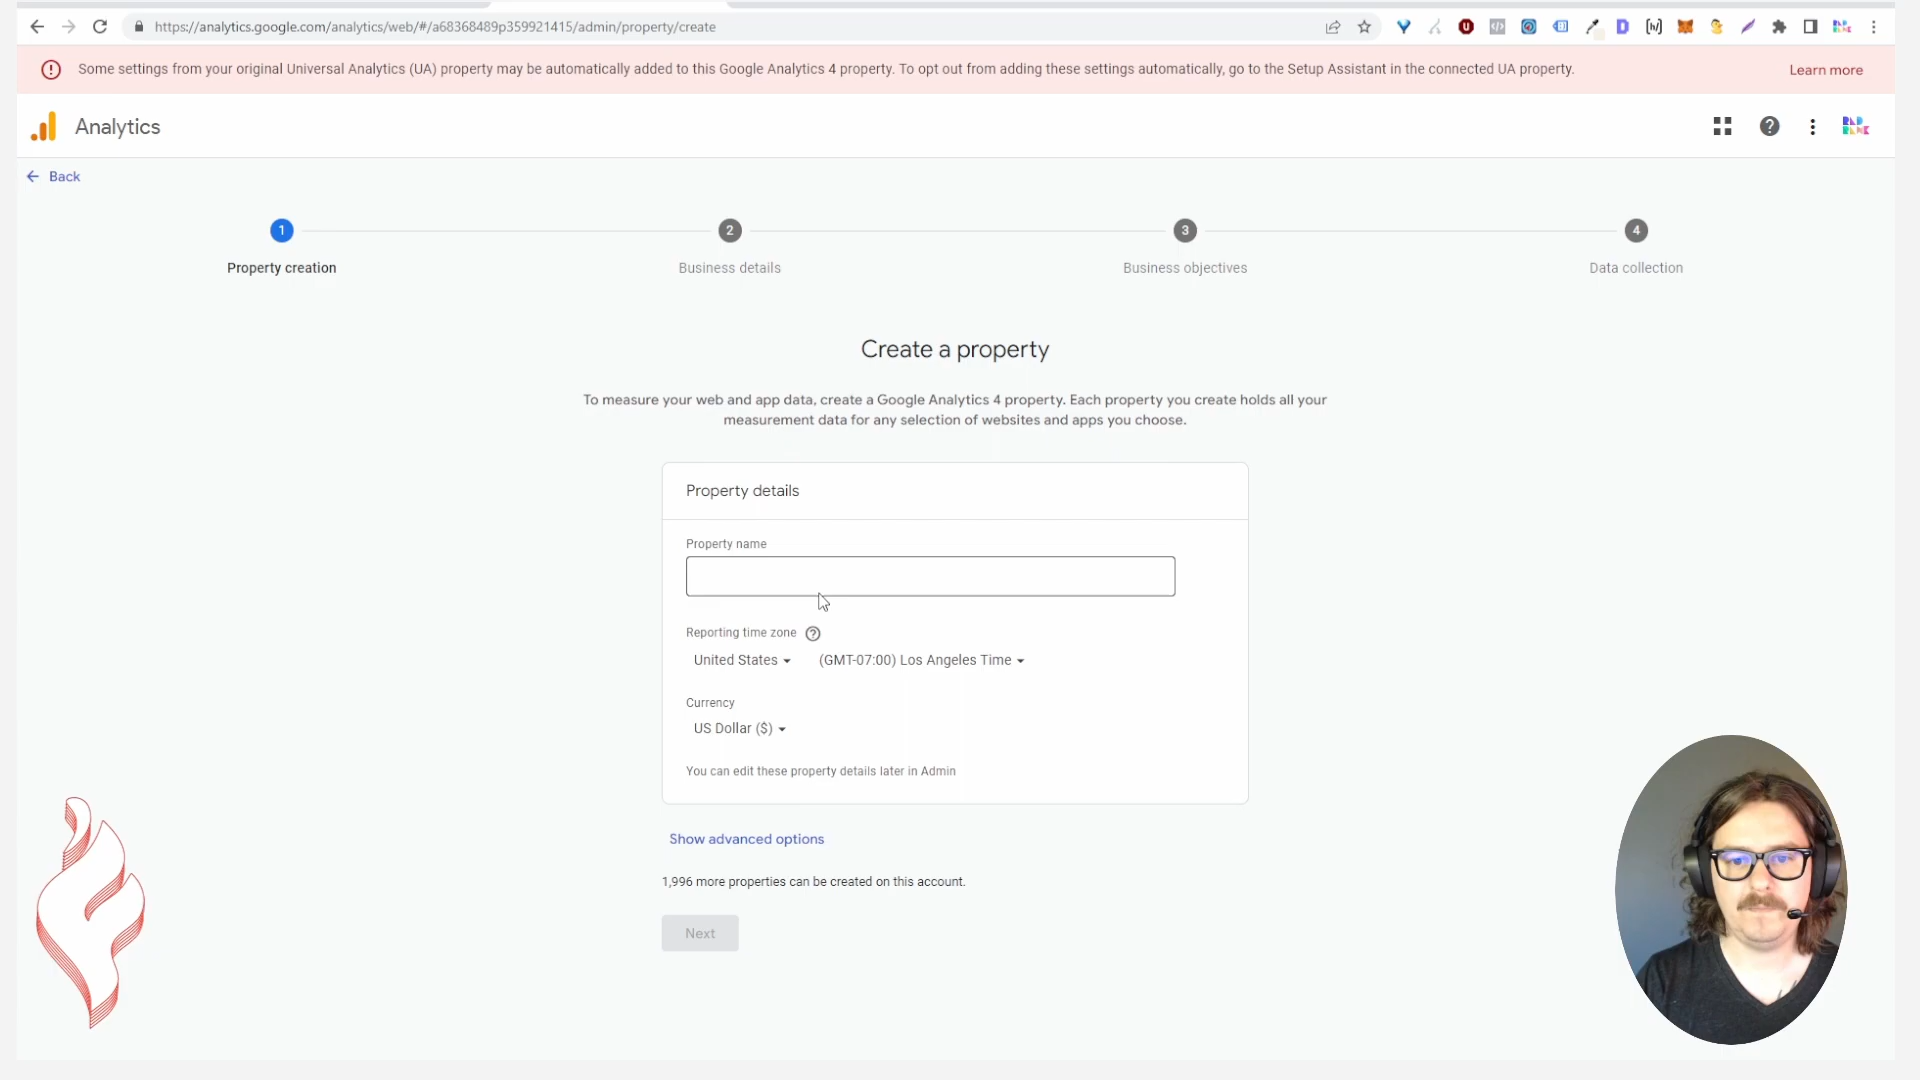 https://analytics.google.com/analytics/web/#/a68368489p359921415/admin/property/create
Some settings from your original Universal Analytics (UA) property may be automatically added to this Google Analytics 4 property. To opt out from adding these settings automatically, go to the Setup Assistant in the connected UA property.
Learn more
Analytics
Back
1
2
3
4
Property creation
Business details
Business objectives
Data collection
Create a property
To measure your web and app data, create a Google Analytics 4 property. Each property you create holds all your
measurement data for any selection of websites and apps you choose.
Property details
Property name
Reporting time zone
United States
(GMT-07:00) Los Angeles Time
Currency
US Dollar ($)
You can edit these property details later in Admin
Show advanced options
1,996 more properties can be created on this account.
Next